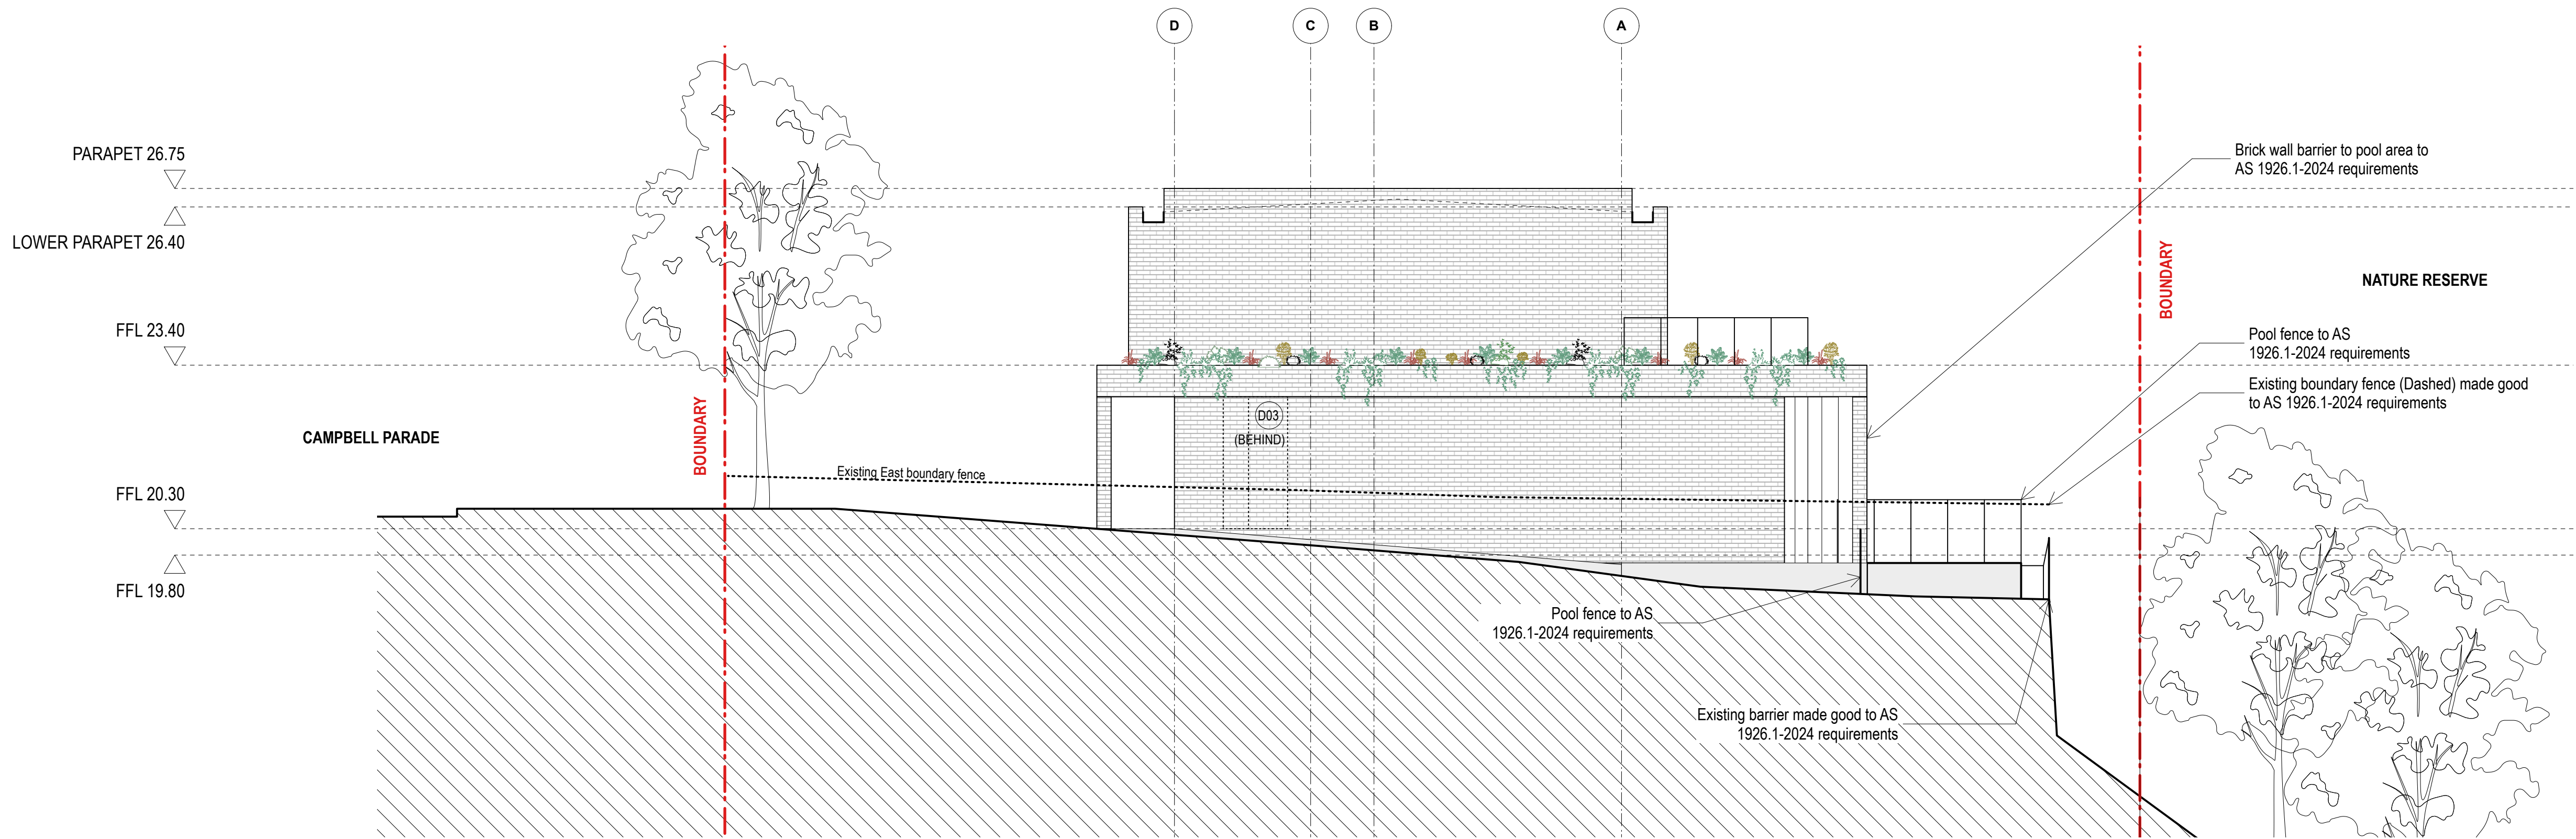 D
C
B
A
PARAPET 26.75
LOWER PARAPET 26.40
FFL 23.40
CAMPBELL PARADE
FFL 20.30
FFL 19.80
BOUNDARY
Existing East boundary fence
D03
(BEHIND)
Brick wall barrier to pool area to
AS 1926.1-2024 requirements
BOUNDARY
NATURE RESERVE
Pool fence to AS
1926.1-2024 requirements
Existing boundary fence (Dashed) made good
to AS 1926.1-2024 requirements
Pool fence to AS
1926.1-2024 requirements
Existing barrier made good to AS
1926.1-2024 requirements